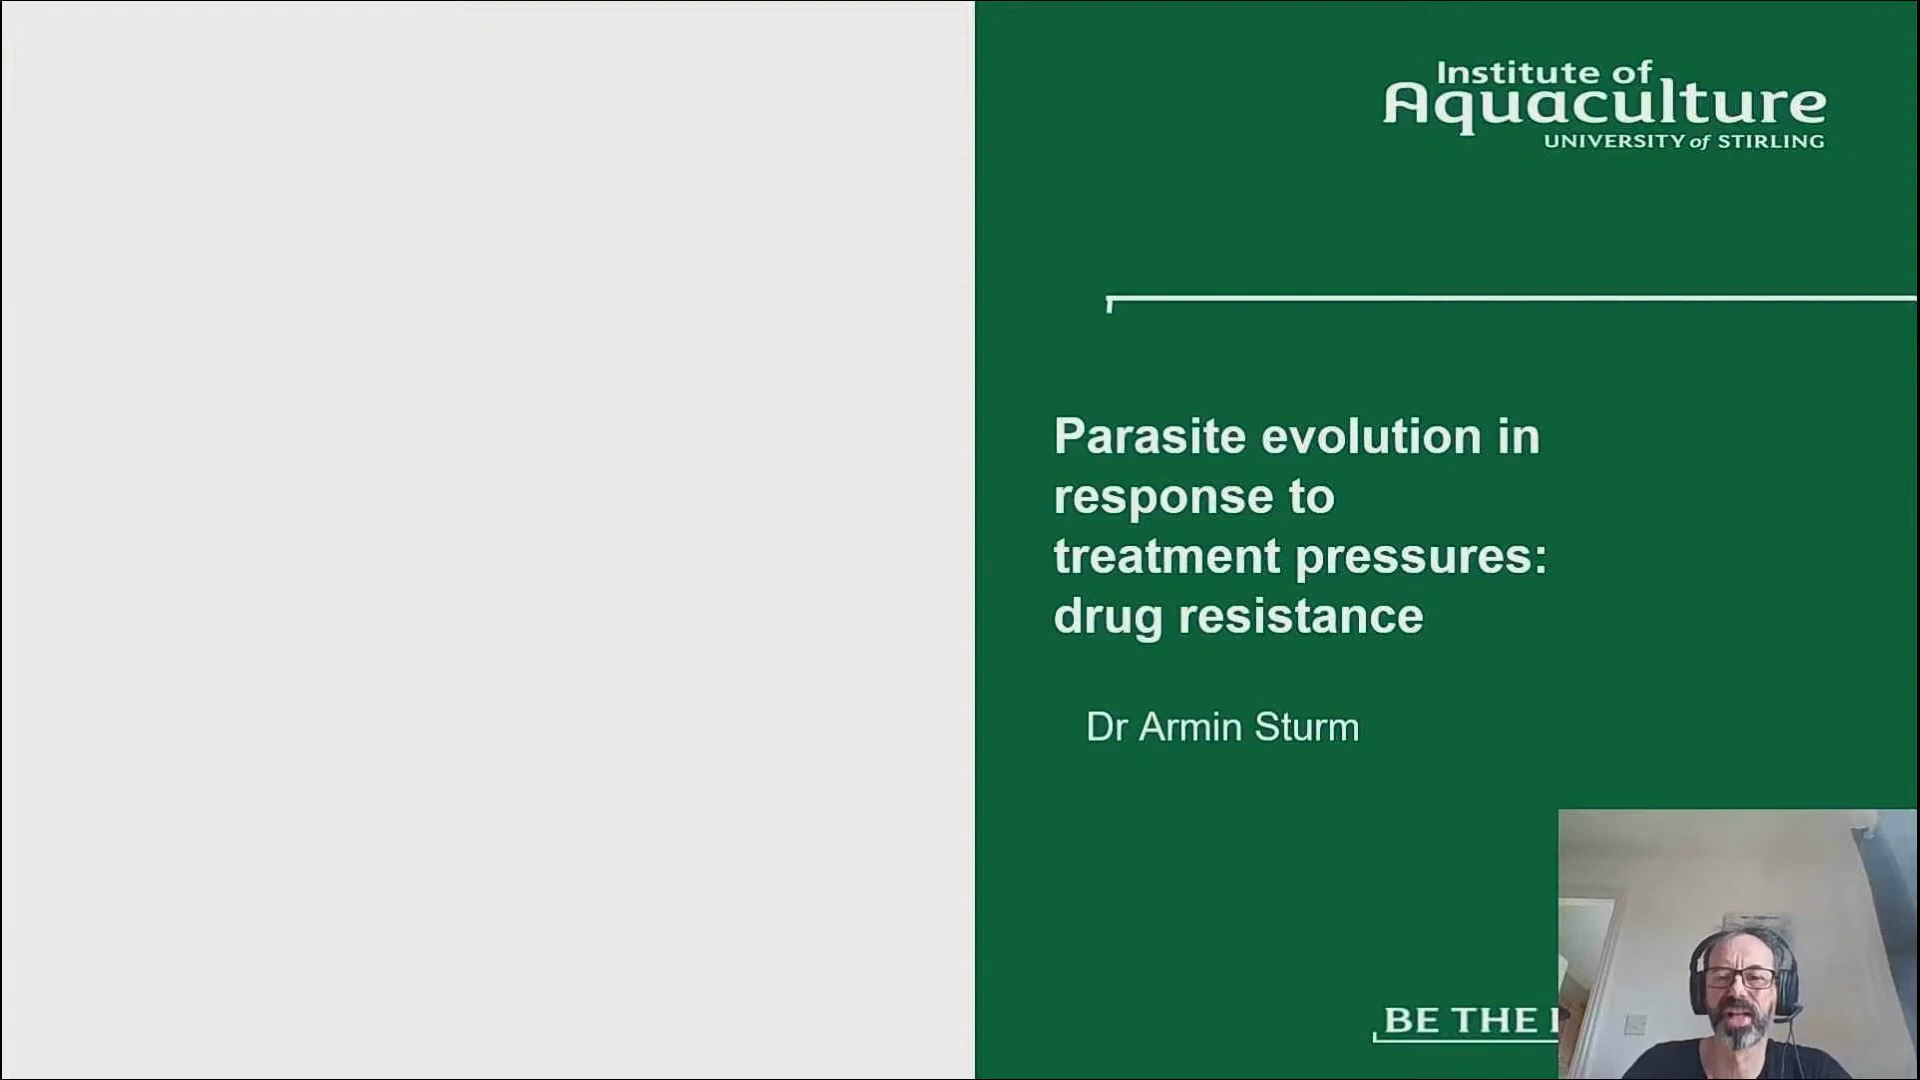 Institute of
Aquaculture
UNIVERSITY of STIRLING
Parasite evolution in
response to
treatment pressures:
drug resistance
Dr Armin Sturm
BE THE